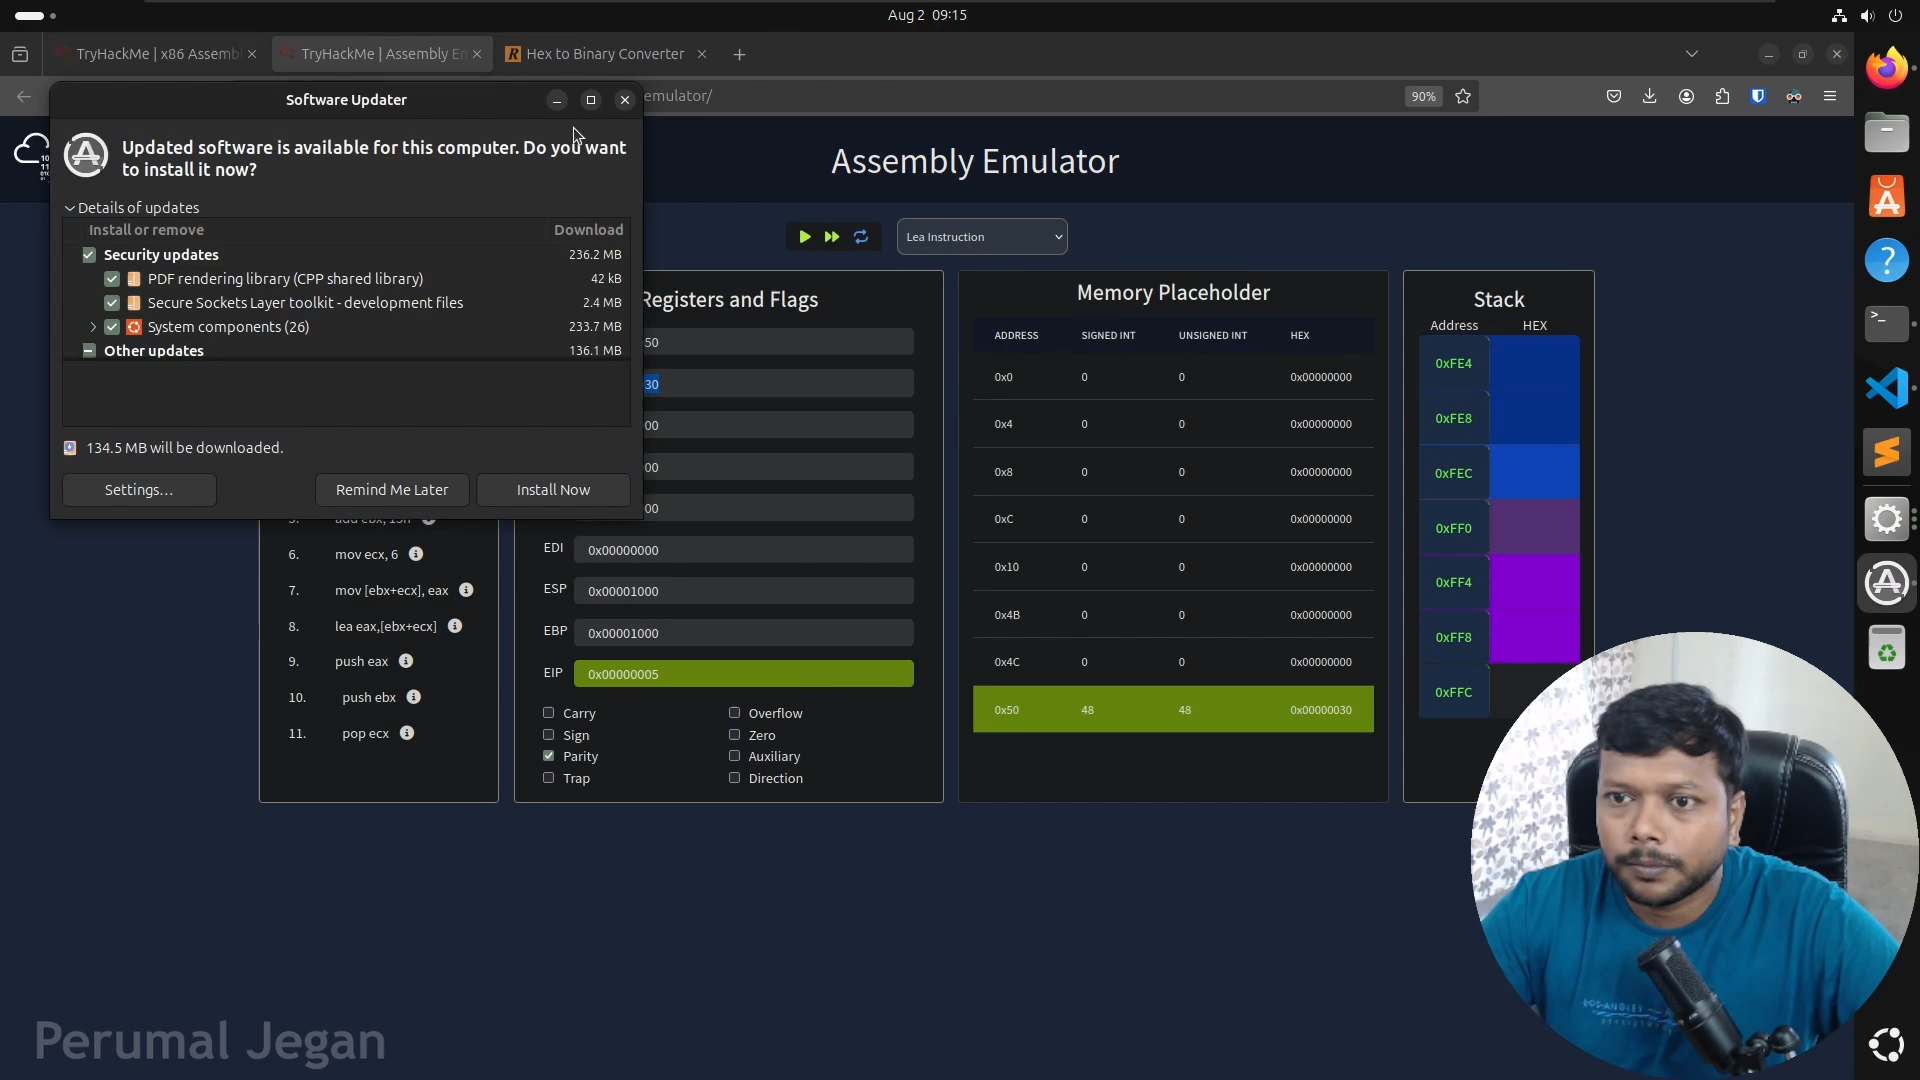 Aug 2 09:15
TryHackMe | x86 Assembl
TryHackMe | Assembly Em
Hex to Binary Converter
emulator/
90%
Software Updater
Updated software is available for this computer. Do you want
to install it now?
Details of updates
Install or remove Download
Security updates 236.2 MB
PDF rendering library (CPP shared library) 42 kB
Secure Sockets Layer toolkit - development files 2.4 MB
System components (26) 233.7 MB
Other updates 136.1 MB
134.5 MB will be downloaded.
Settings...
Remind Me Later
Install Now
Assembly Emulator
Lea Instruction
6. mov ecx, 6
7. mov [ebx+ecx], eax
8. lea eax,[ebx+ecx]
9. push eax
10. push ebx
11. pop ecx
Registers and Flags
50
30
00
00
00
EDI 0x00000000
ESP 0x00001000
EBP 0x00001000
EIP 0x00000005
Carry Overflow
Sign Zero
Parity Auxiliary
Trap Direction
Memory Placeholder
ADDRESS SIGNED INT UNSIGNED INT HEX
0x0 0 0 0x00000000
0x4 0 0 0x00000000
0x8 0 0 0x00000000
0xC 0 0 0x00000000
0x10 0 0 0x00000000
0x4B 0 0 0x00000000
0x4C 0 0 0x00000000
0x50 48 48 0x00000030
Stack
Address HEX
0xFE4
0xFE8
0xFEC
0xFF0
0xFF4
0xFF8
0xFFC
LOS-ANGELES
Perumal Jegan